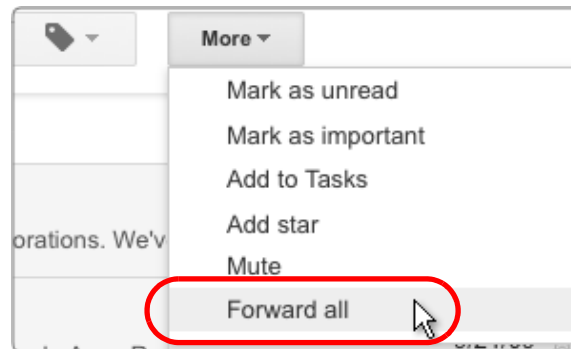 More
Mark as unread
Mark as important
Add to Tasks
Add star
orations. We'v
Mute
Forward all